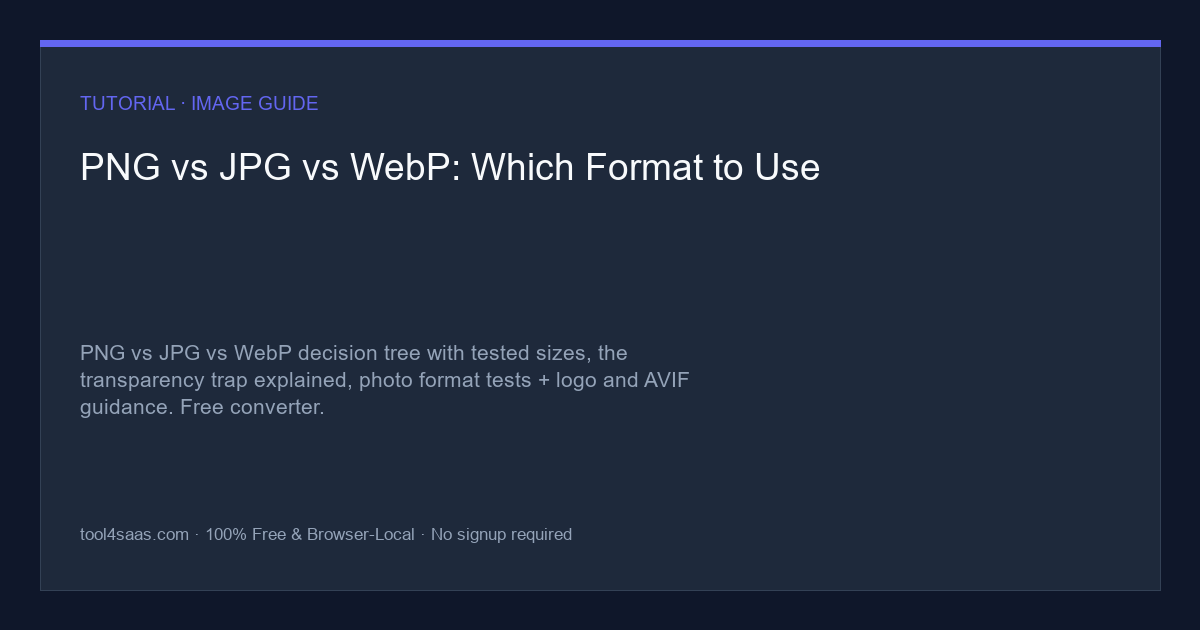 TUTORIAL · IMAGE GUIDE
PNG vs JPG vs WebP: Which Format to Use
PNG vs JPG vs WebP decision tree with tested sizes, the
transparency trap explained, photo format tests + logo and AVIF
guidance. Free converter.
tool4saas.com · 100% Free & Browser-Local · No signup required